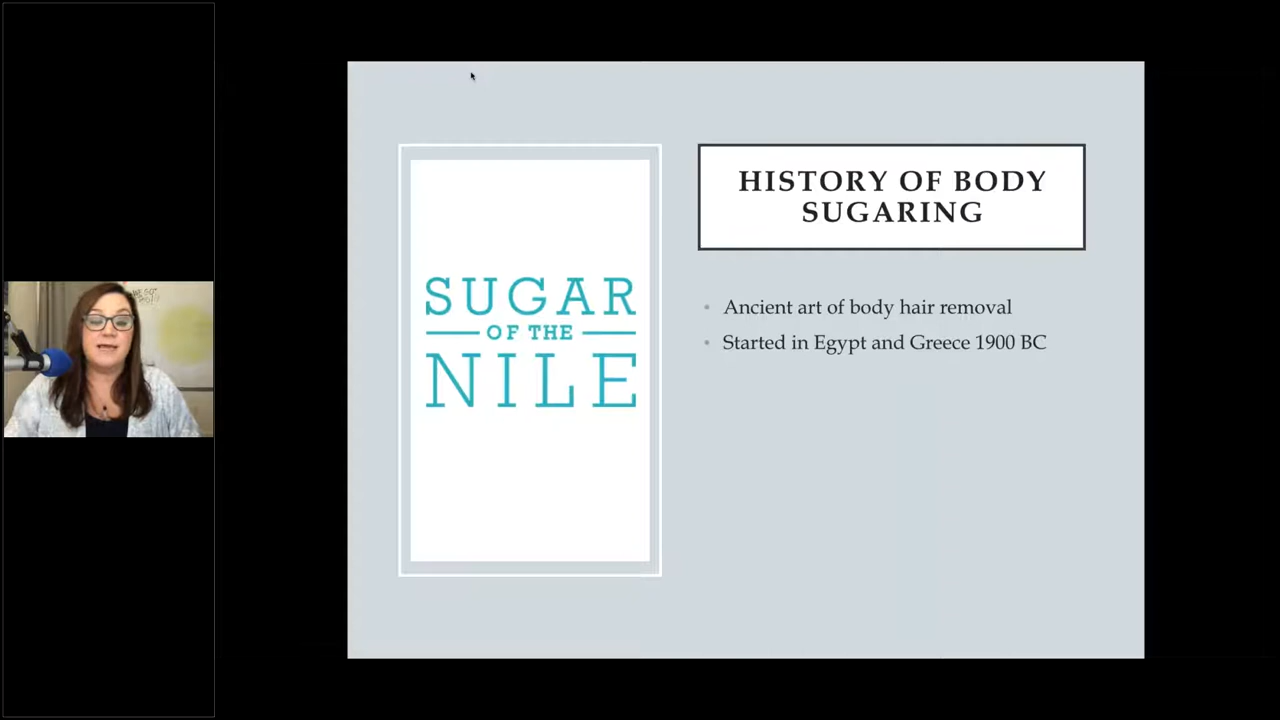 SUGAR
OF THE
NILE
HISTORY OF BODY
SUGARING
• Ancient art of body hair removal
• Started in Egypt and Greece 1900 BC